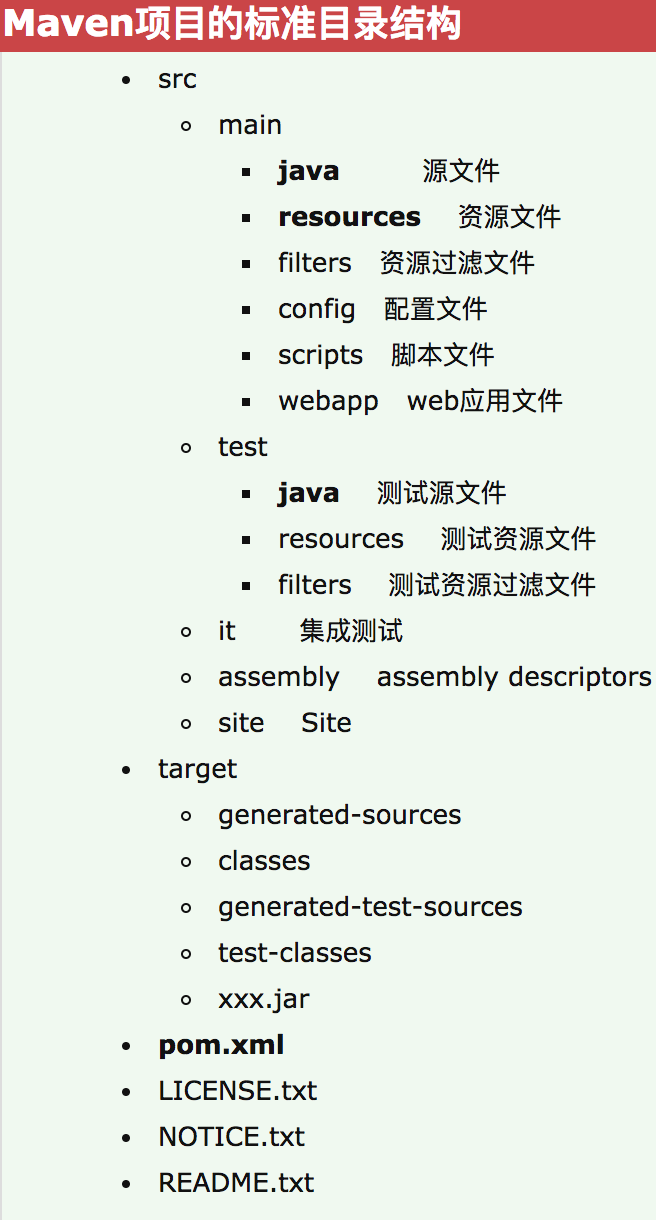 Maven项目的标准目录结构
src
main
java 源文件
resources 资源文件
filters 资源过滤文件
config 配置文件
scripts 脚本文件
webapp web应用文件
test
java 测试源文件
resources 测试资源文件
filters 测试资源过滤文件
it 集成测试
assembly assembly descriptors
site Site
target
generated-sources
classes
generated-test-sources
test-classes
xxx.jar
pom.xml
LICENSE.txt
NOTICE.txt
README.txt